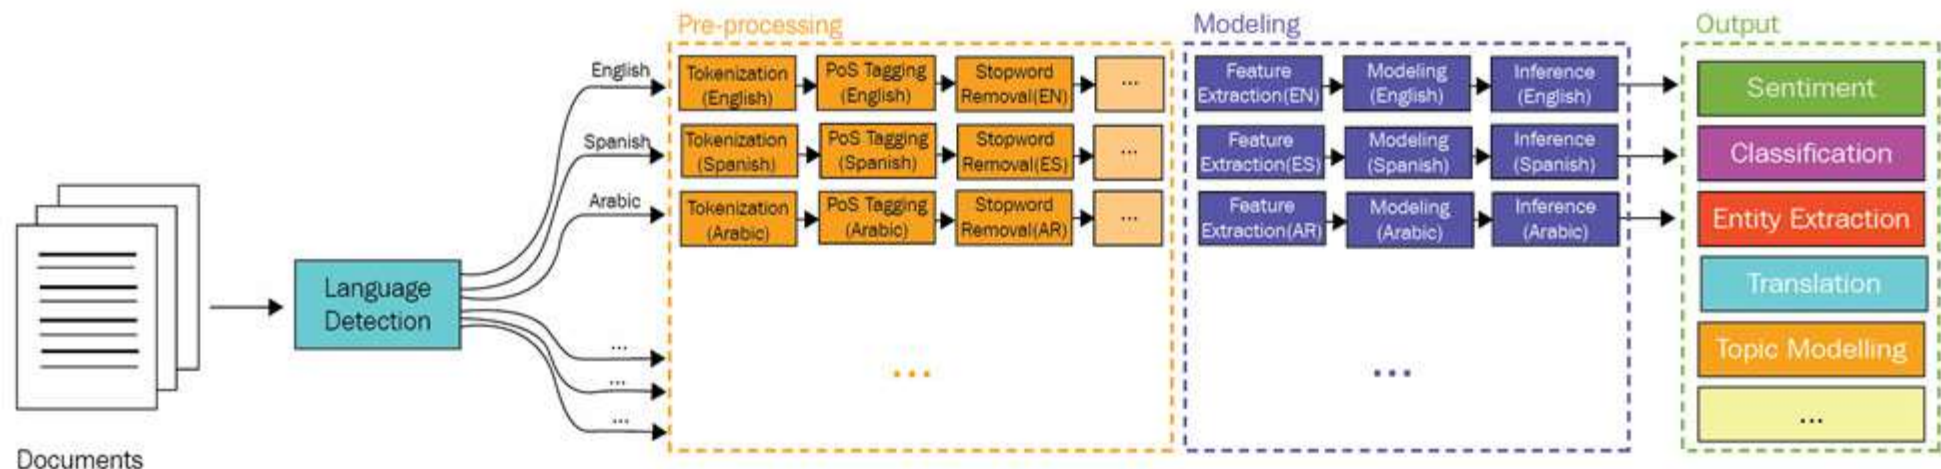 Pre-processing
Modeling
Output
English
Tokenization
(English)
PoS Tagging
(English)
Stopword
Removal(EN)
...
Feature
Extraction(EN)
Modeling
(English)
Inference
(English)
Sentiment
Spanish
Tokenization
(Spanish)
PoS Tagging
(Spanish)
Stopword
Removal(ES)
...
Feature
Extraction(ES)
Modeling
(Spanish)
Inference
(Spanish)
Classification
Arabic
Tokenization
(Arabic)
PoS Tagging
(Arabic)
Stopword
Removal(AR)
...
Feature
Extraction(AR)
Modeling
(Arabic)
Inference
(Arabic)
Entity Extraction
Language
Detection
Translation
...
...
...
...
...
Topic Modelling
...
Documents